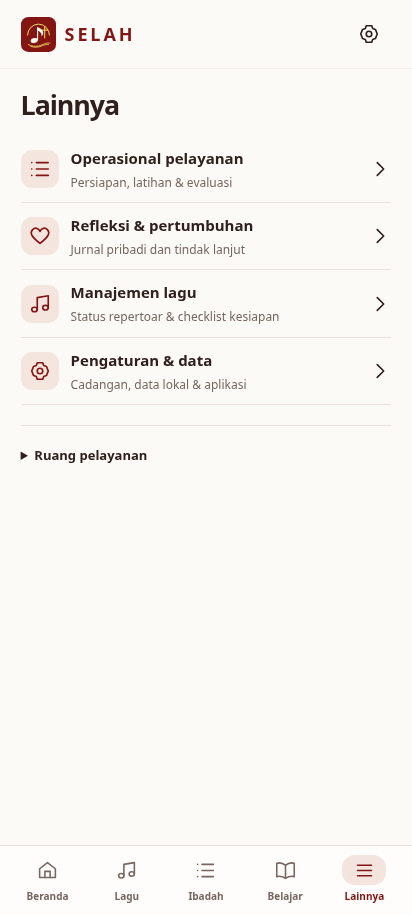 SELAH
Lainnya
Operasional pelayanan
Persiapan, latihan & evaluasi
Refleksi & pertumbuhan
Jurnal pribadi dan tindak lanjut
Manajemen lagu
Status repertoar & checklist kesiapan
Pengaturan & data
Cadangan, data lokal & aplikasi
Ruang pelayanan
Beranda
Lagu
Ibadah
Belajar
Lainnya